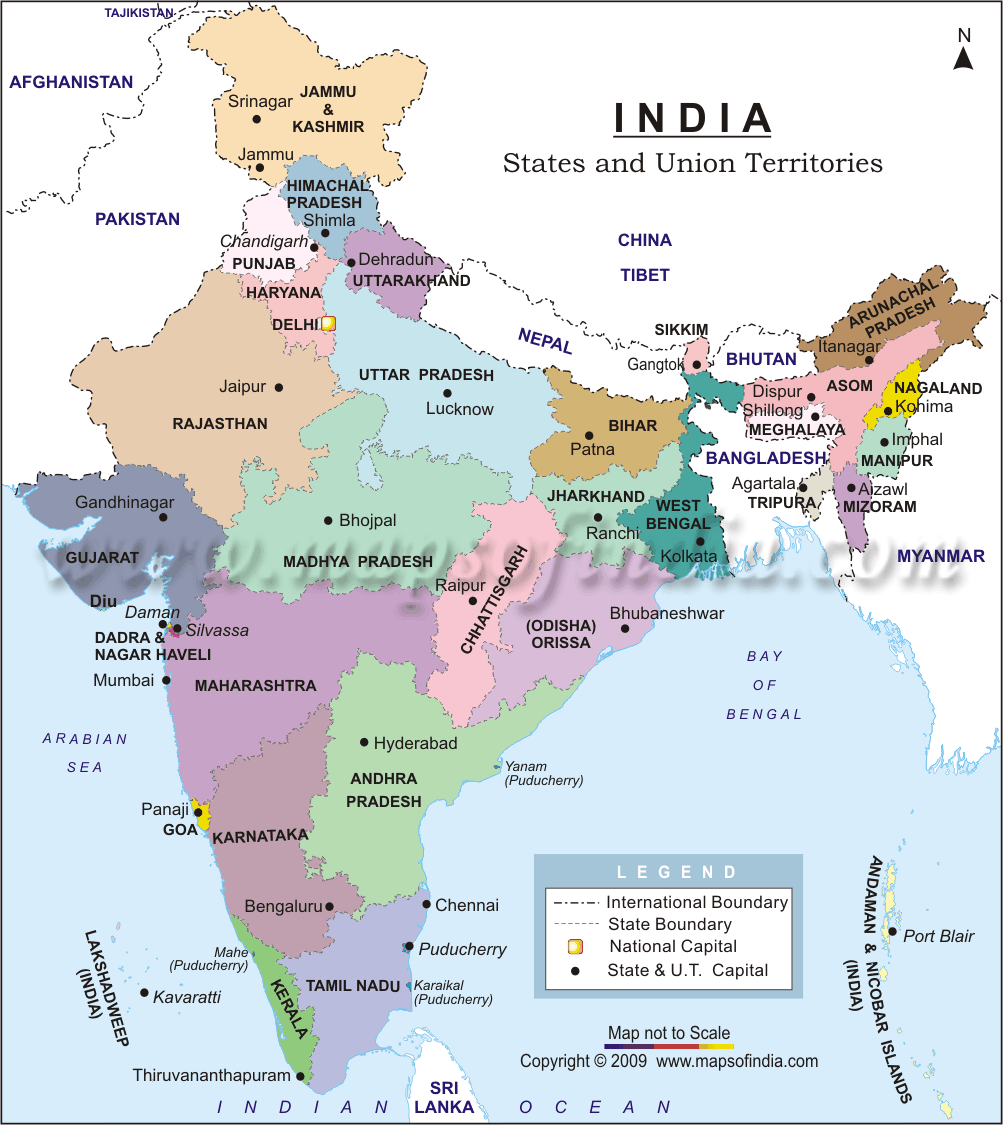 TAJIKISTAN
AFGHANISTAN
N
INDIA
States and Union Territories
JAMMU
&
KASHMIR
Srinagar
Jammu
PAKISTAN
HIMACHAL
PRADESH
Shimla
Chandigarh
PUNJAB
Dehradun
UTTARAKHAND
HARYANA
DELHI
CHINA
TIBET
NEPAL
SIKKIM
Gangtok
BHUTAN
ARUNACHAL
PRADESH
Itanagar
Dispur
ASOM
NAGALAND
Kohima
Shillong
MEGHALAYA
Imphal
MANIPUR
BANGLADESH
Agartala
TRIPURA
Aizawl
MIZORAM
MYANMAR
Jaipur
RAJASTHAN
UTTAR PRADESH
Lucknow
BIHAR
Patna
JHARKHAND
Ranchi
WEST
BENGAL
Kolkata
Gandhinagar
GUJARAT
Bhojpal
MADHYA PRADESH
www.mapsofindia.com
Diu
Daman
Silvassa
DADRA &
NAGAR HAVELI
Mumbai
MAHARASHTRA
Raipur
CHHATTISGARH
(ODISHA)
ORISSA
Bhubaneshwar
BAY
OF
BENGAL
ARABIAN
SEA
Hyderabad
ANDHRA
PRADESH
Yanam
(Puducherry)
Panaji
GOA
KARNATAKA
Bengaluru
Chennai
Puducherry
Mahe
(Puducherry)
Karaikal
(Puducherry)
TAMIL NADU
KERALA
Thiruvananthapuram
LAKSHADWEEP
(INDIA)
Kavaratti
LEGEND
International Boundary
State Boundary
National Capital
State & U.T. Capital
Map not to Scale
Copyright © 2009 www.mapsofindia.com
ANDAMAN & NICOBAR ISLANDS
(INDIA)
Port Blair
SRI
LANKA
INDIAN OCEAN